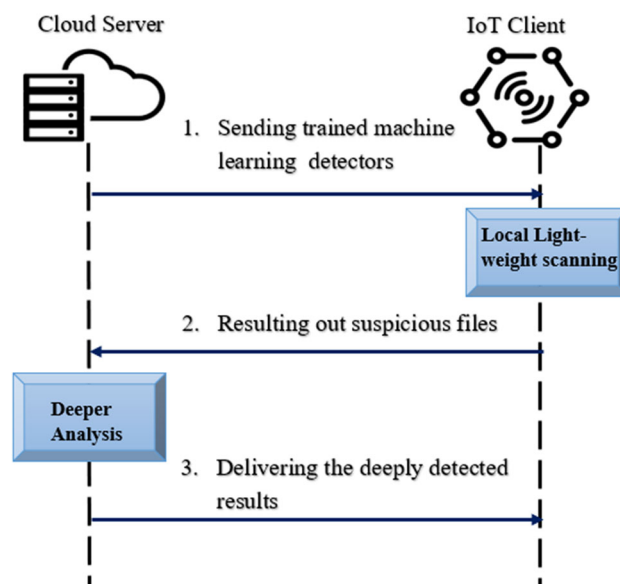 Cloud Server
IoT Client
1. Sending trained machine
learning detectors
Local Light-
weight scanning
2. Resulting out suspicious files
Deeper
Analysis
3. Delivering the deeply detected
results